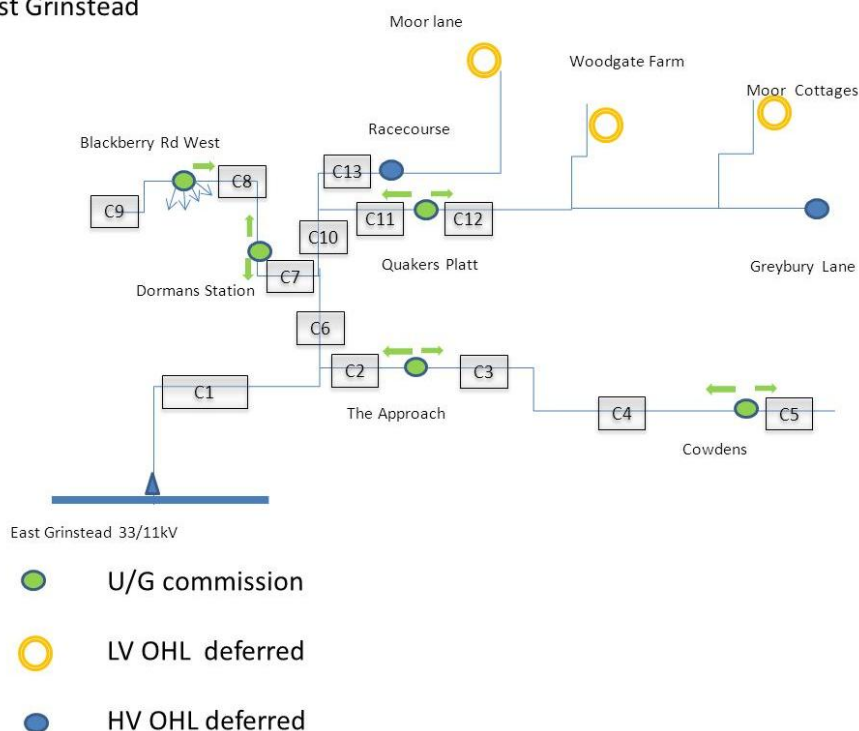 st Grinstead
Moor lane
Woodgate Farm
Moor Cottages
Racecourse
Blackberry Rd West
C13
C8
C9
C11
C12
C10
Quakers Platt
Greybury Lane
C7
Dormans Station
C6
C2
C3
C1
The Approach
C4
C5
Cowdens
East Grinstead 33/11kV
U/G commission
LV OHL deferred
HV OHL deferred